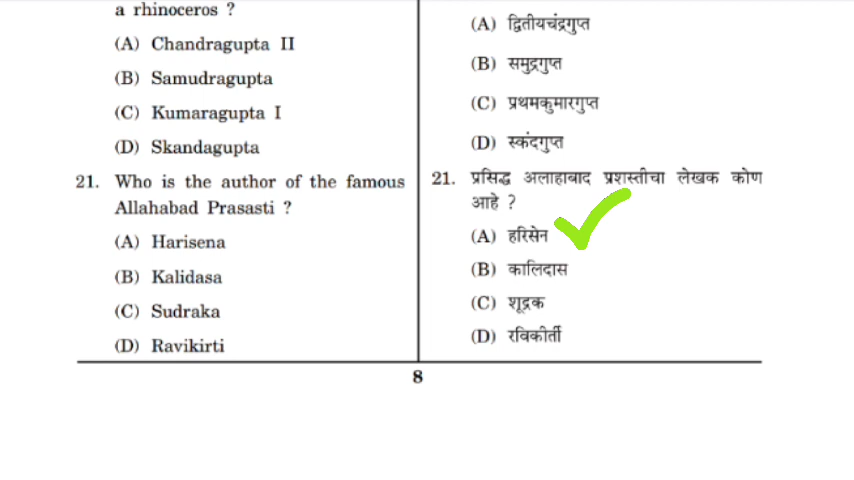 a rhinoceros ?
(A) Chandragupta II
(B) Samudragupta
(C) Kumaragupta I
(D) Skandagupta
21. Who is the author of the famous
Allahabad Prasasti ?
(A) Harisena
(B) Kalidasa
(C) Sudraka
(D) Ravikirti
(A) द्वितीयचंद्रगुप्त
(B) समुद्रगुप्त
(C) प्रथमकुमारगुप्त
(D) स्कंदगुप्त
21. प्रसिद्ध अलाहाबाद प्रशस्तीचा लेखक कोण
आहे ?
(A) हरिसेन
(B) कालिदास
(C) शूद्रक
(D) रविकीर्ती
8